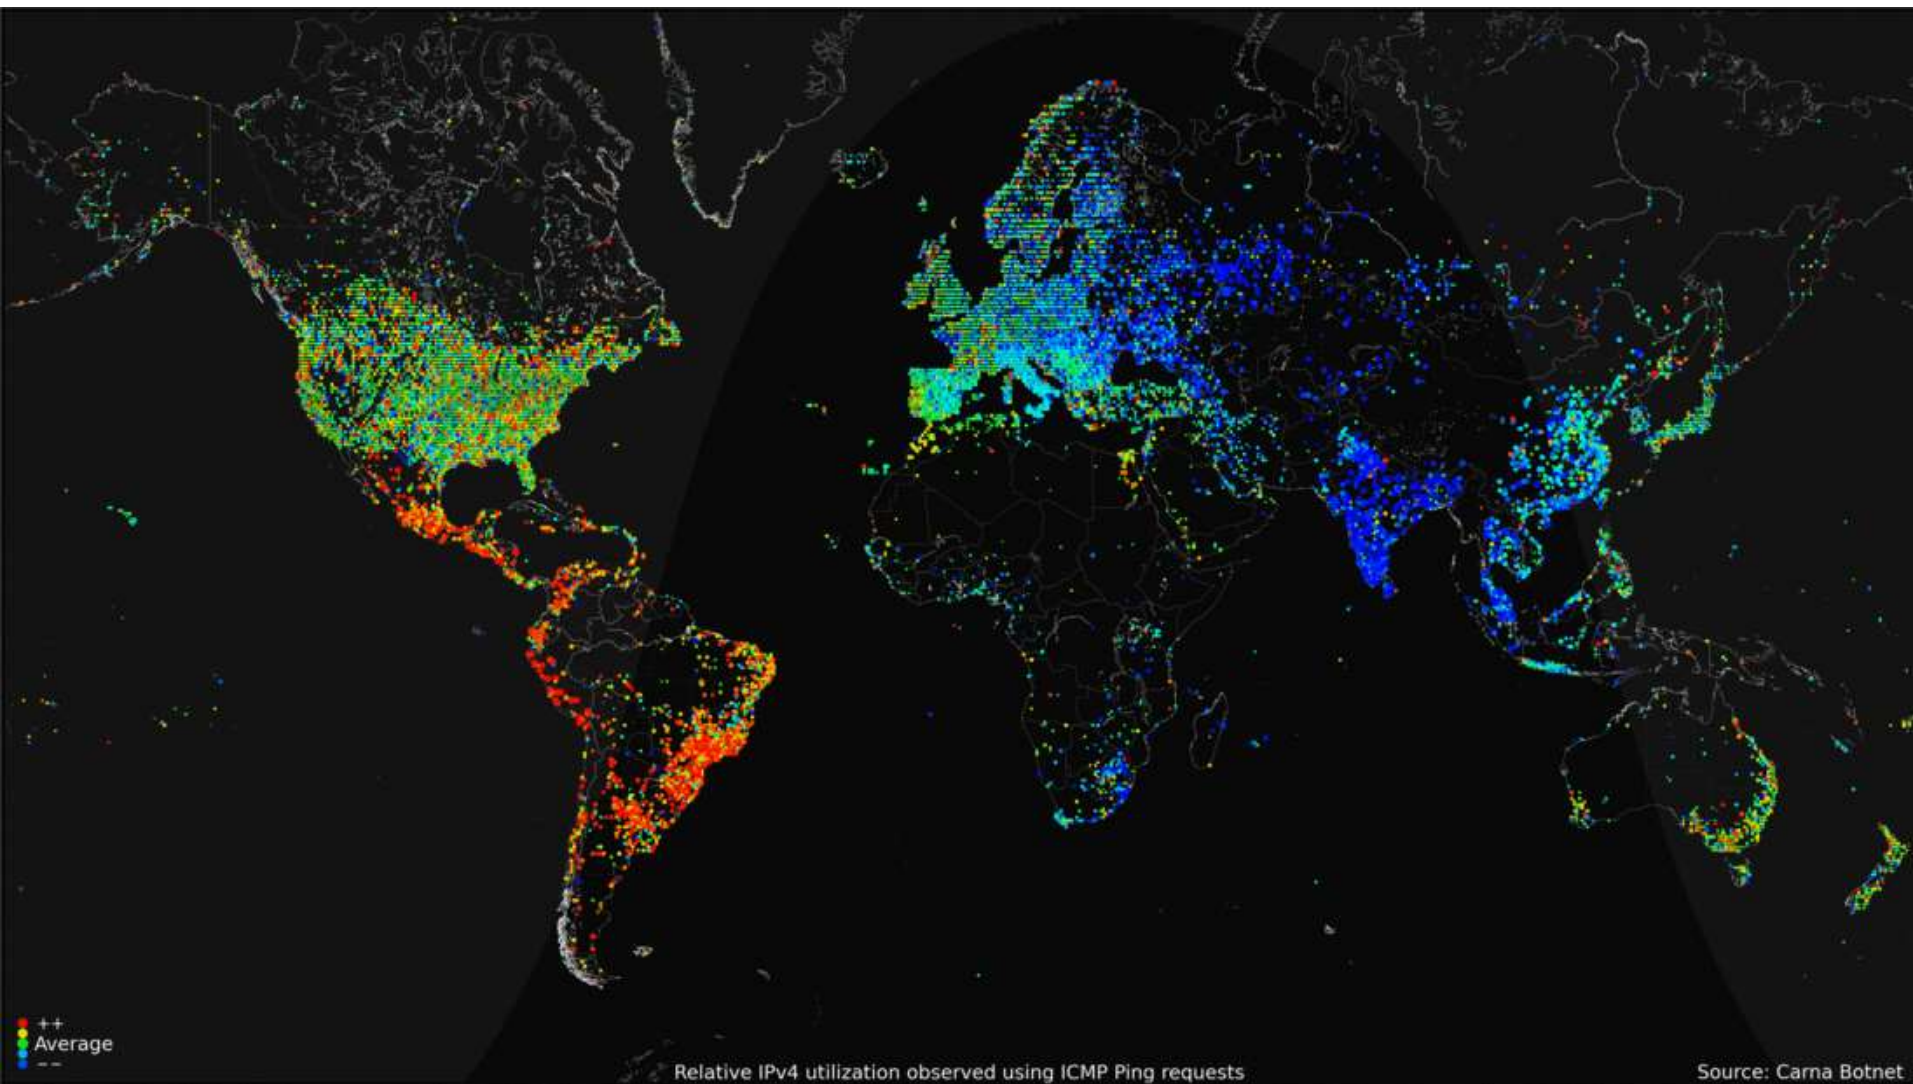 ++
Average
--
Relative IPv4 utilization observed using ICMP Ping requests
Source: Carna Botnet